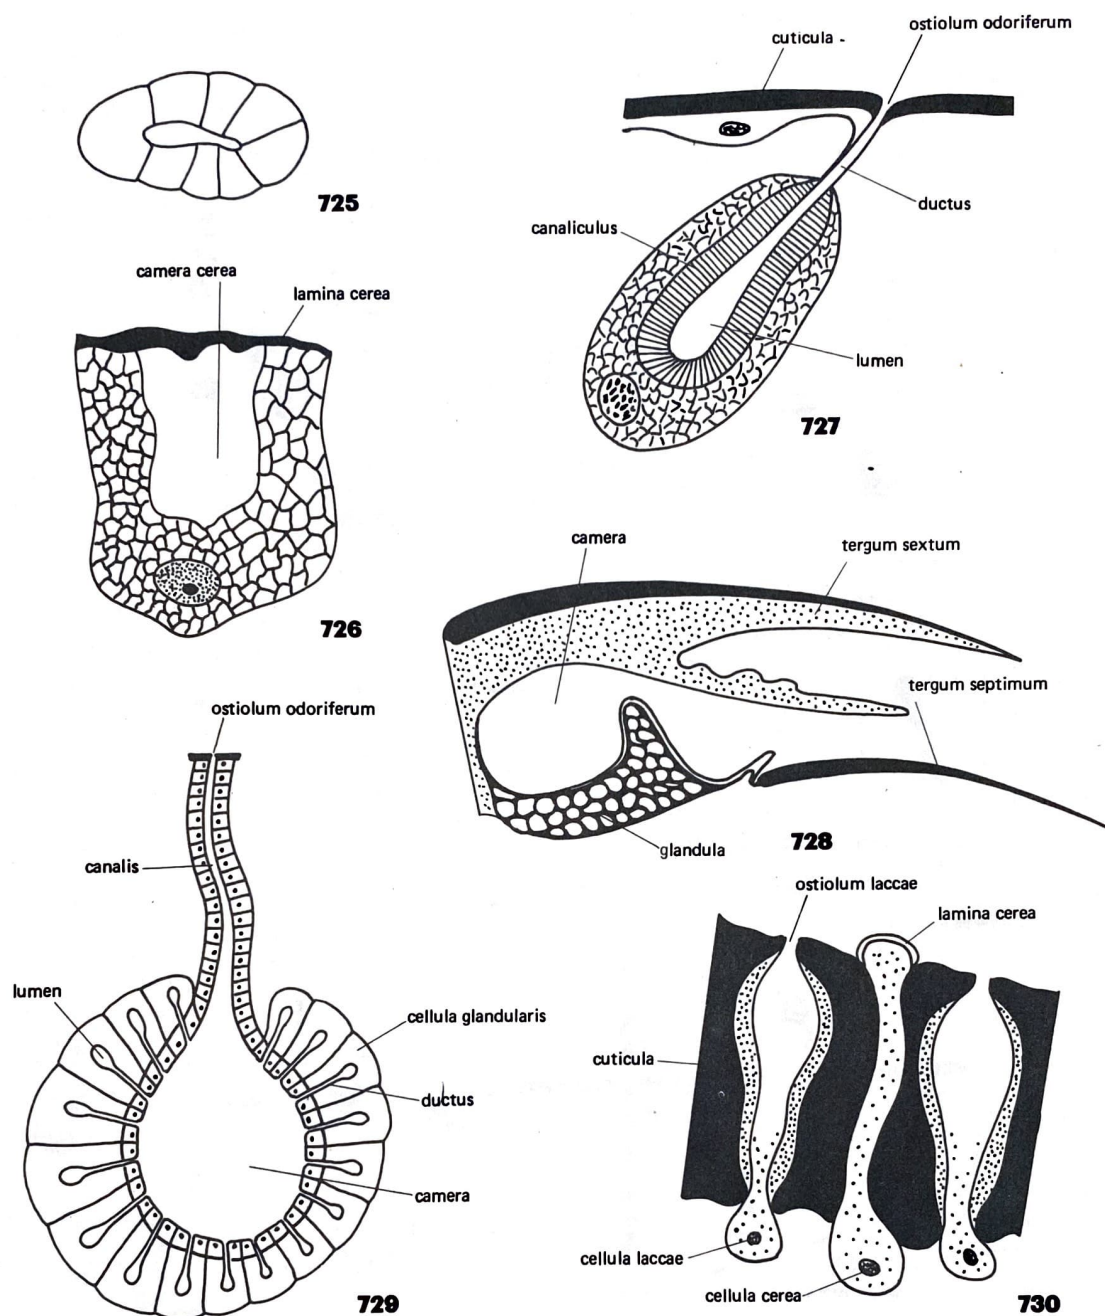 725
camera cerea
lamina cerea
726
cuticula
ostiolum odoriferum
ductus
canaliculus
lumen
727
camera
tergum sextum
tergum septimum
glandula
728
ostiolum odoriferum
canalis
lumen
cellula glandularis
ductus
camera
729
ostiolum laccae
lamina cerea
cuticula
cellula laccae
cellula cerea
730